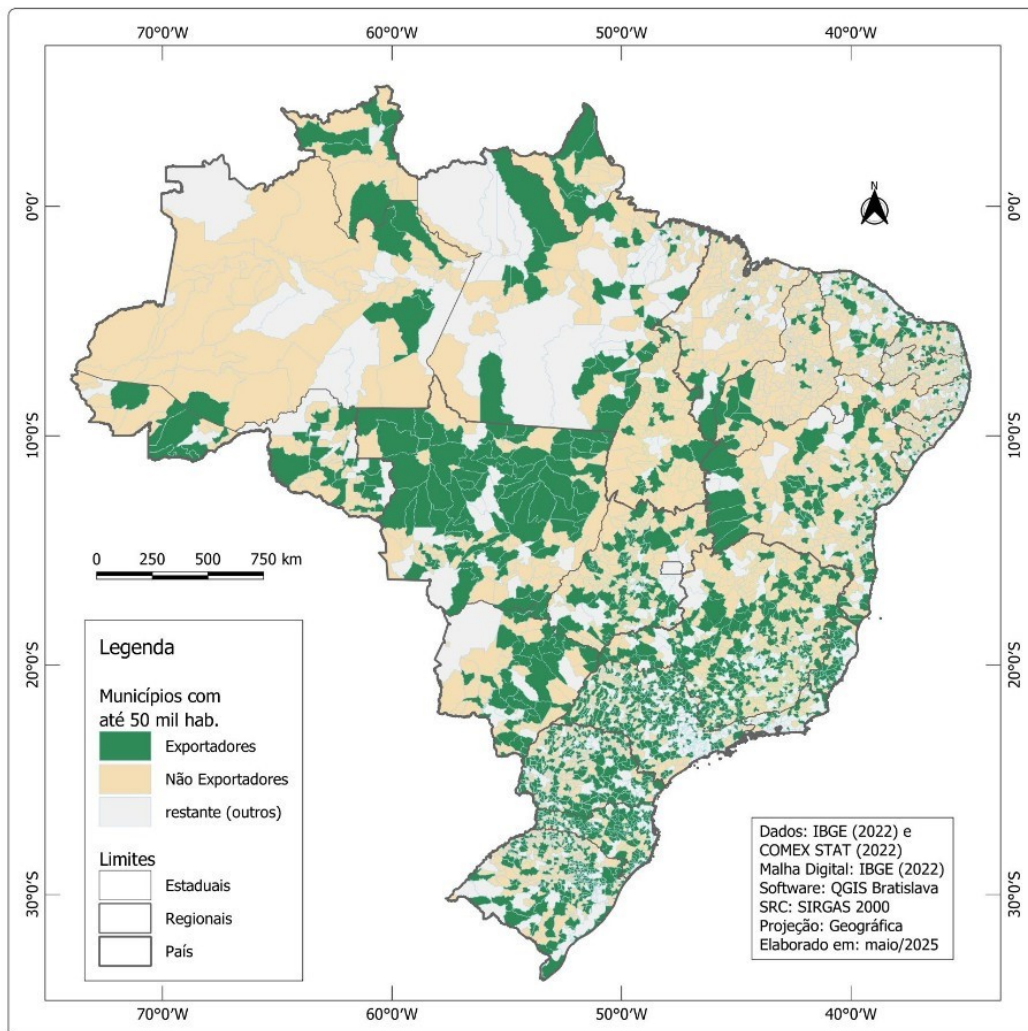 70°0'W 60°0'W 50°0'W 40°0'W
N
0°0' 0°0'
10°0'S 10°0'S
0 250 500 750 km
Legenda
Municípios com
até 50 mil hab.
Exportadores
Não Exportadores
restante (outros)
Limites
Estaduais
Regionais
País
20°0'S 20°0'S
Dados: IBGE (2022) e
COMEX STAT (2022)
Malha Digital: IBGE (2022)
Software: QGIS Bratislava
SRC: SIRGAS 2000
Projeção: Geográfica
Elaborado em: maio/2025
30°0'S 30°0'S
70°0'W 60°0'W 50°0'W 40°0'W